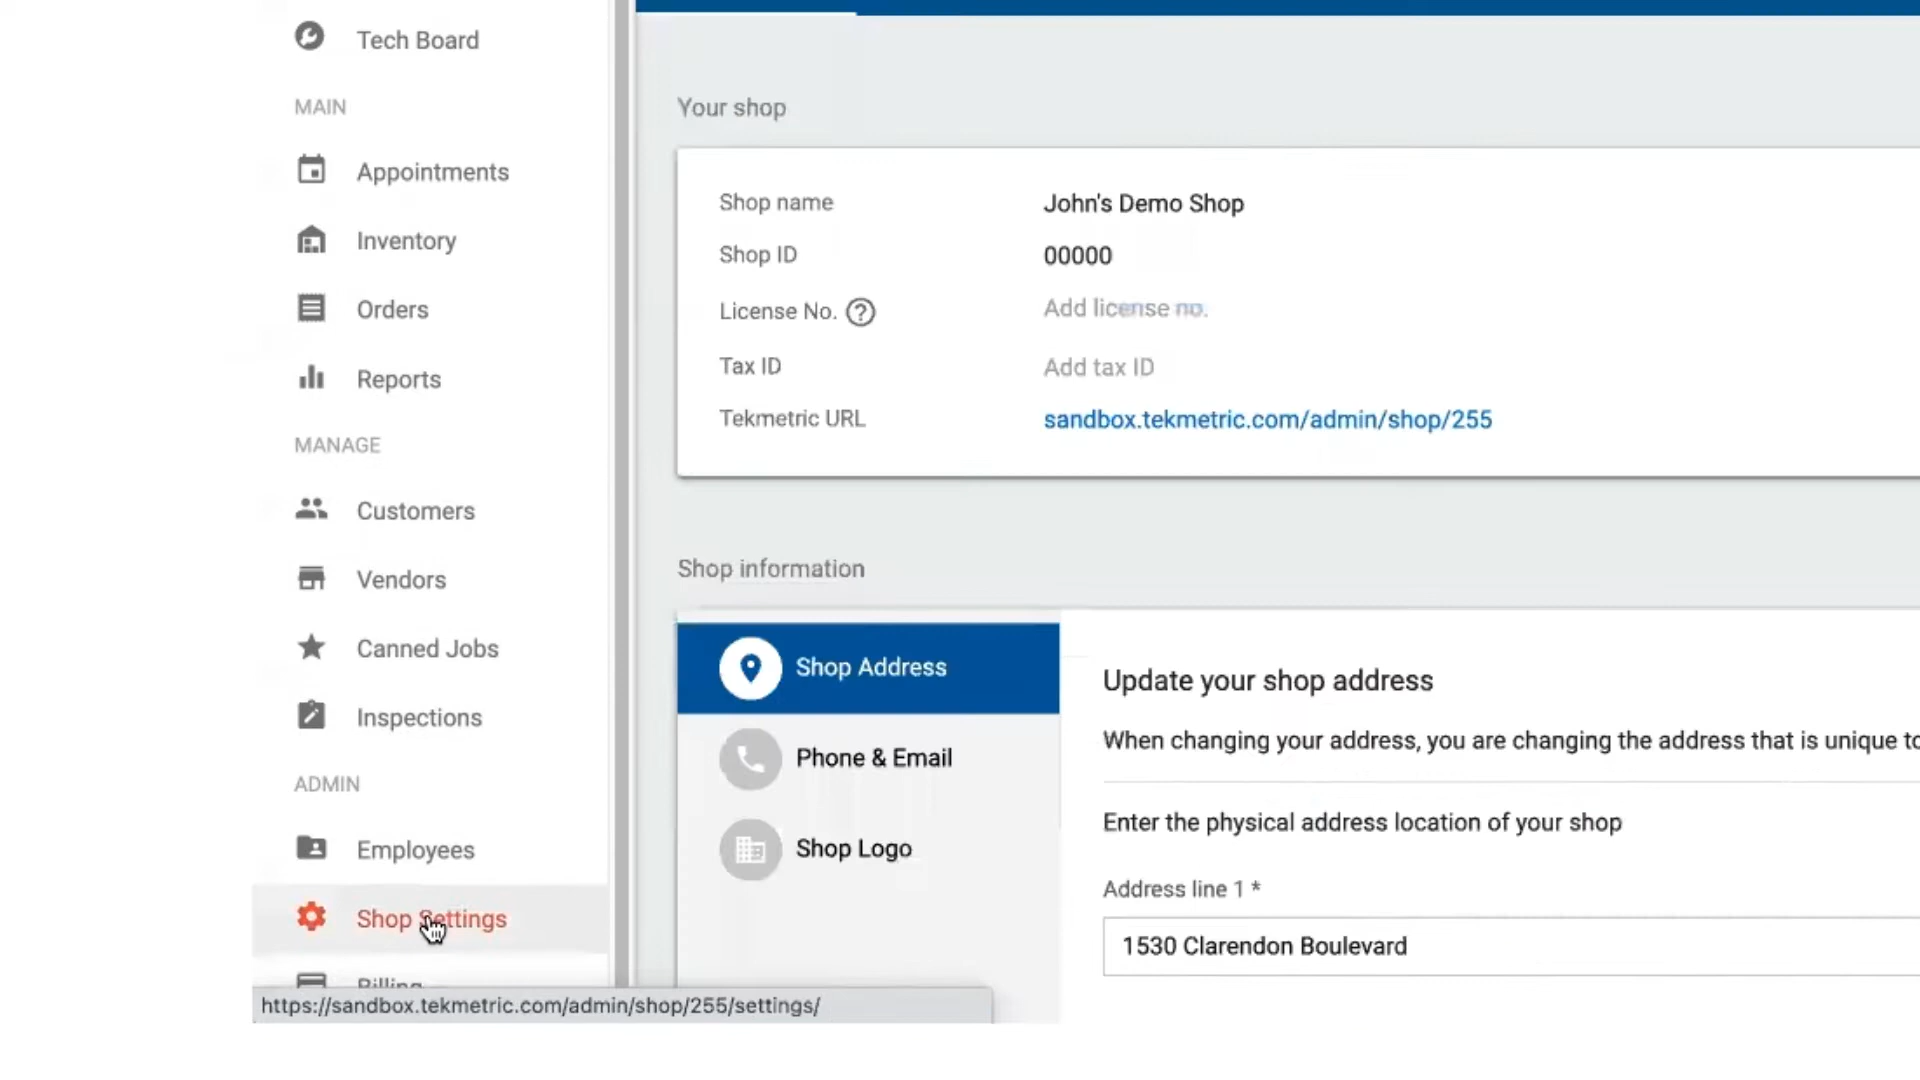 Tech Board
MAIN
Appointments
Inventory
Orders
Reports
MANAGE
Customers
Vendors
Canned Jobs
Inspections
ADMIN
Employees
Shop Settings
Billing
https://sandbox.tekmetric.com/admin/shop/255/settings/
Your shop
Shop name John's Demo Shop
Shop ID 00000
License No. ? Add license no.
Tax ID Add tax ID
Tekmetric URL sandbox.tekmetric.com/admin/shop/255
Shop information
Shop Address
Phone & Email
Shop Logo
Update your shop address
When changing your address, you are changing the address that is unique to
Enter the physical address location of your shop
Address line 1 *
1530 Clarendon Boulevard